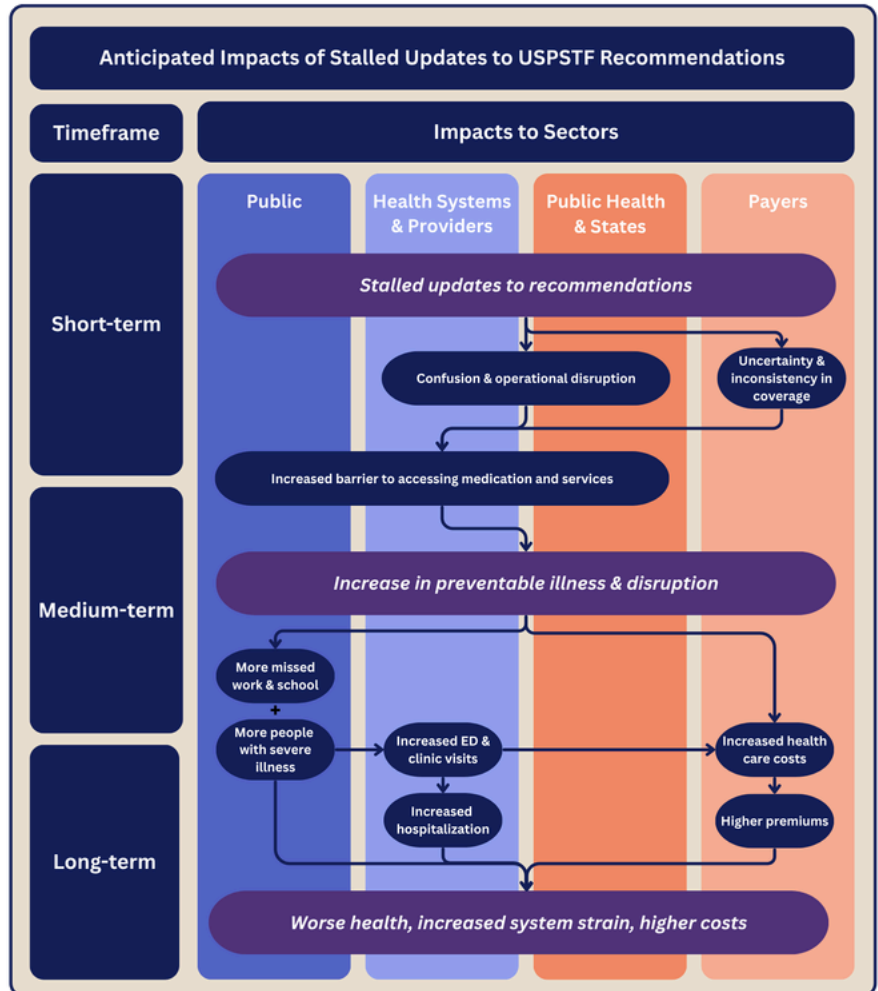 Anticipated Impacts of Stalled Updates to USPSTF Recommendations
Timeframe
Impacts to Sectors
Public
Health Systems
& Providers
Public Health
& States
Payers
Short-term
Stalled updates to recommendations
Confusion & operational disruption
Uncertainty &
inconsistency in
coverage
Increased barrier to accessing medication and services
Medium-term
Increase in preventable illness & disruption
More missed
work & school
+
More people
with severe
illness
Increased ED &
clinic visits
Increased health
care costs
Long-term
Increased
hospitalization
Higher premiums
Worse health, increased system strain, higher costs